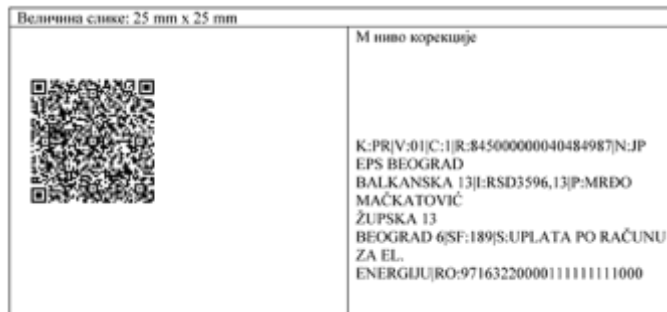 Величина слике: 25 mm x 25 mm
М ниво корекције
K:PR|V:01|C:1|R:845000000040484987|N:JP
EPS BEOGRAD
BALKANSKA 13|I:RSD3596,13|P:MRĐO
MAČKATOVIĆ
ŽUPSKA 13
BEOGRAD 6|SF:189|S:UPLATA PO RAČUNU
ZA EL.
ENERGIJU|RO:97163220000111111111000